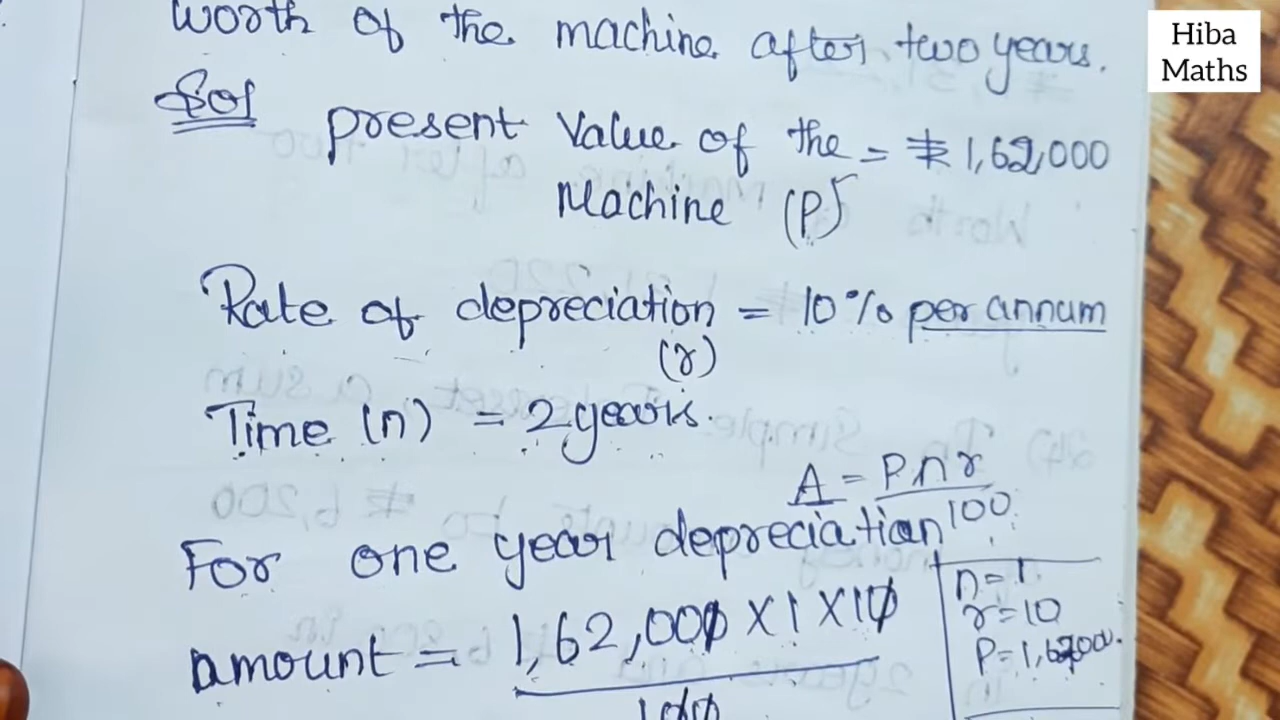 Hiba
Maths
worth of the machine after two years.
Sol
present value of the = ₹ 1,62,000
Machine (P)
Rate of depreciation = 10% per annum
(r)
Time (n) = 2 years.
A = Pnr
100
For one year depreciation
n = 1
r = 10
P = 1,62000.
amount = 1,62,000 X 1 X 10
100